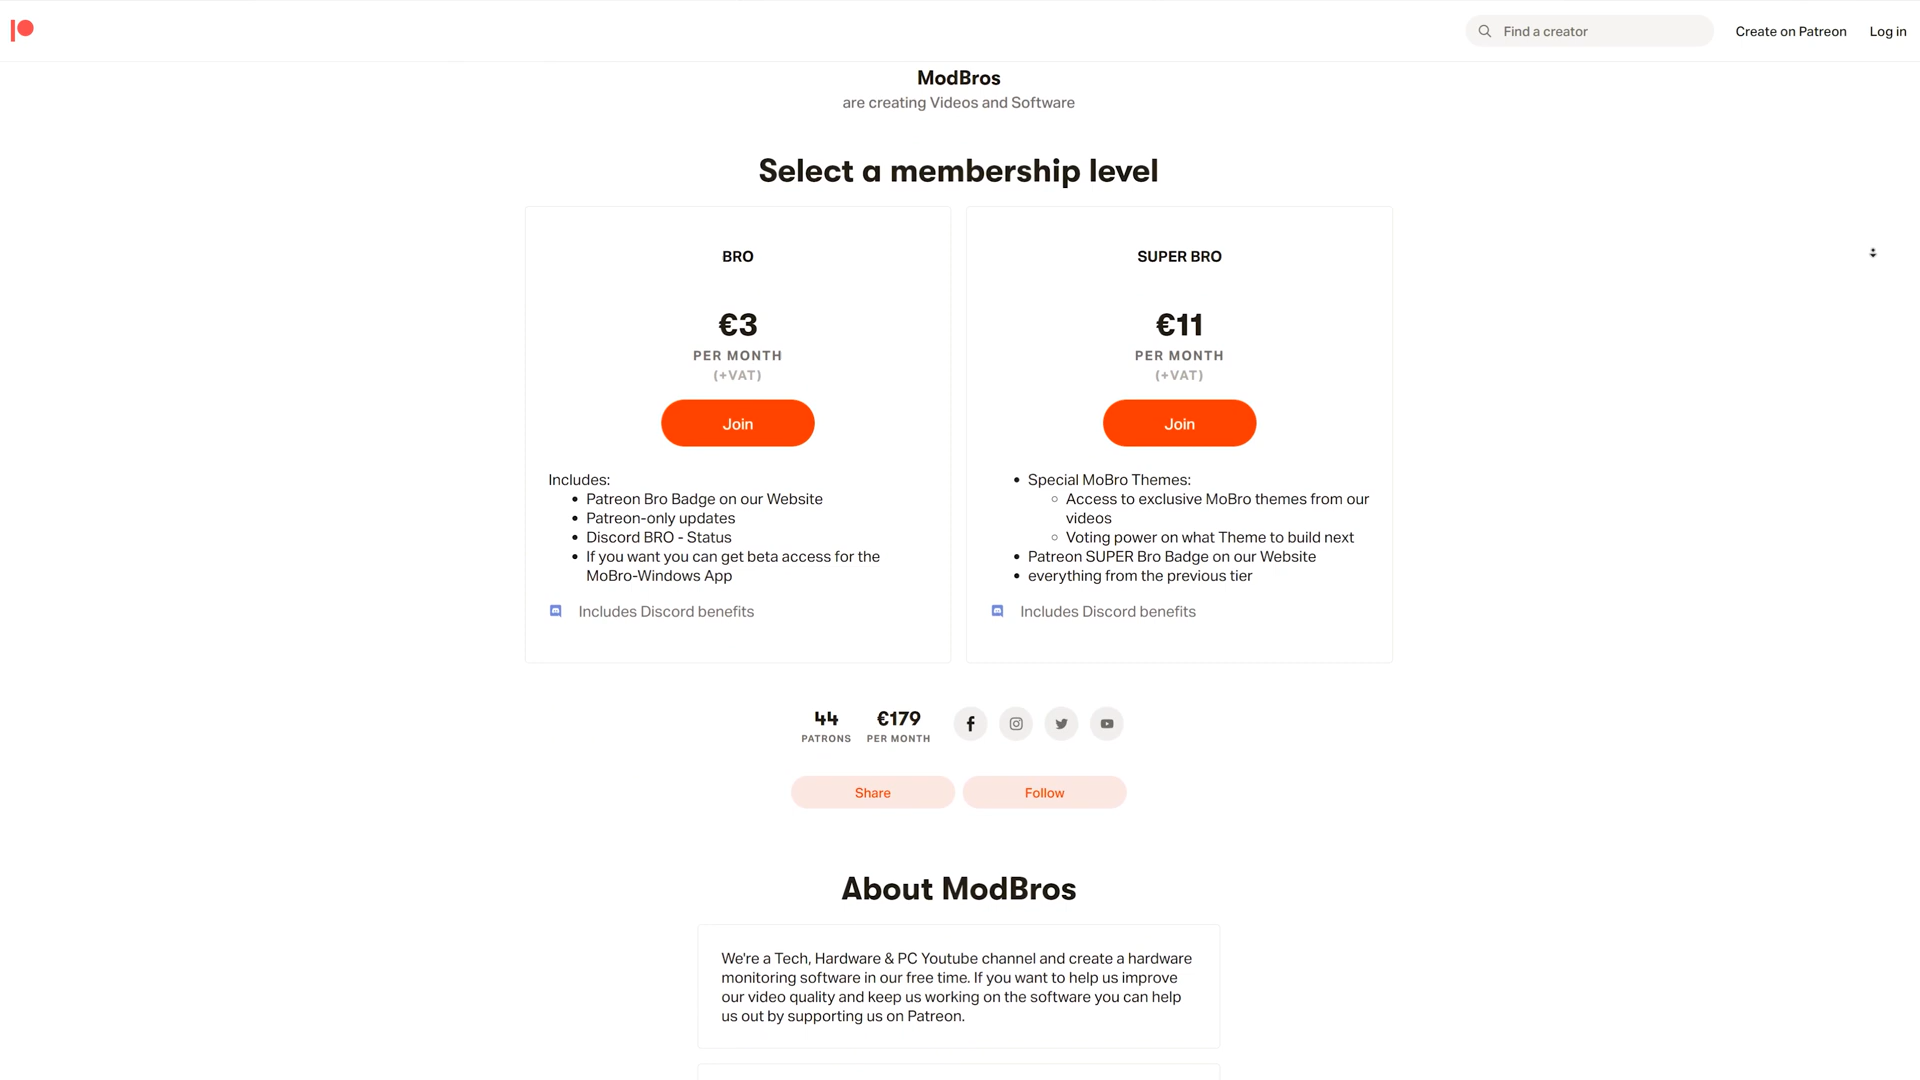 Find a creator
Create on Patreon
Log in
ModBros
are creating Videos and Software
Select a membership level
BRO
€3
PER MONTH
(+VAT)
Join
Includes:
Patreon Bro Badge on our Website
Patreon-only updates
Discord BRO - Status
If you want you can get beta access for the
MoBro-Windows App
Includes Discord benefits
SUPER BRO
€11
PER MONTH
(+VAT)
Join
Special MoBro Themes:
Access to exclusive MoBro themes from our
videos
Voting power on what Theme to build next
Patreon SUPER Bro Badge on our Website
everything from the previous tier
Includes Discord benefits
44
PATRONS
€179
PER MONTH
Share
Follow
About ModBros
We're a Tech, Hardware & PC Youtube channel and create a hardware
monitoring software in our free time. If you want to help us improve
our video quality and keep us working on the software you can help
us out by supporting us on Patreon.